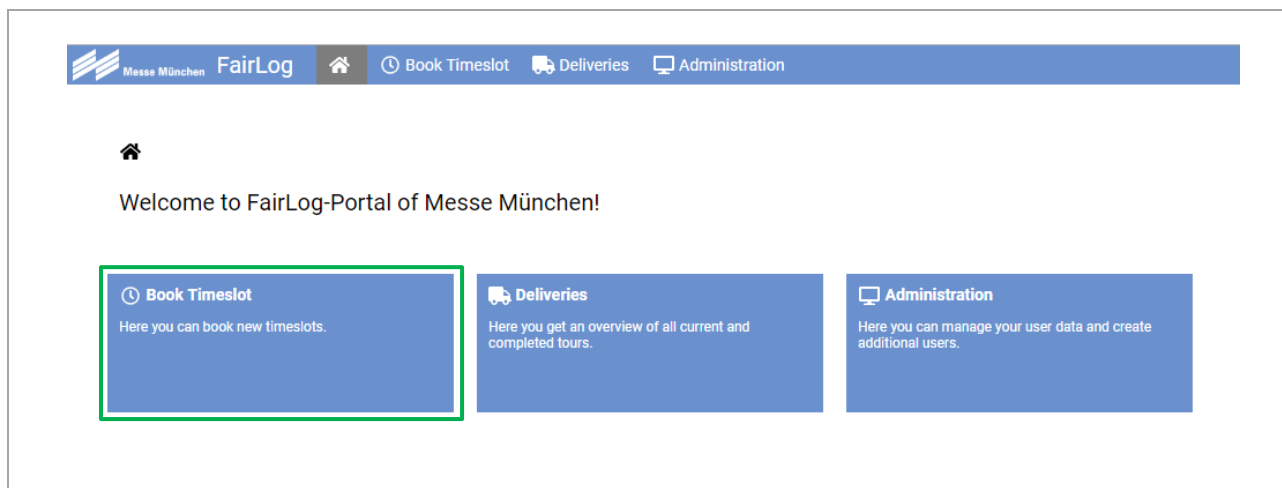 Messe München FairLog Book Timeslot Deliveries Administration
Welcome to FairLog-Portal of Messe München!
Book Timeslot
Here you can book new timeslots.
Deliveries
Here you get an overview of all current and
completed tours.
Administration
Here you can manage your user data and create
additional users.